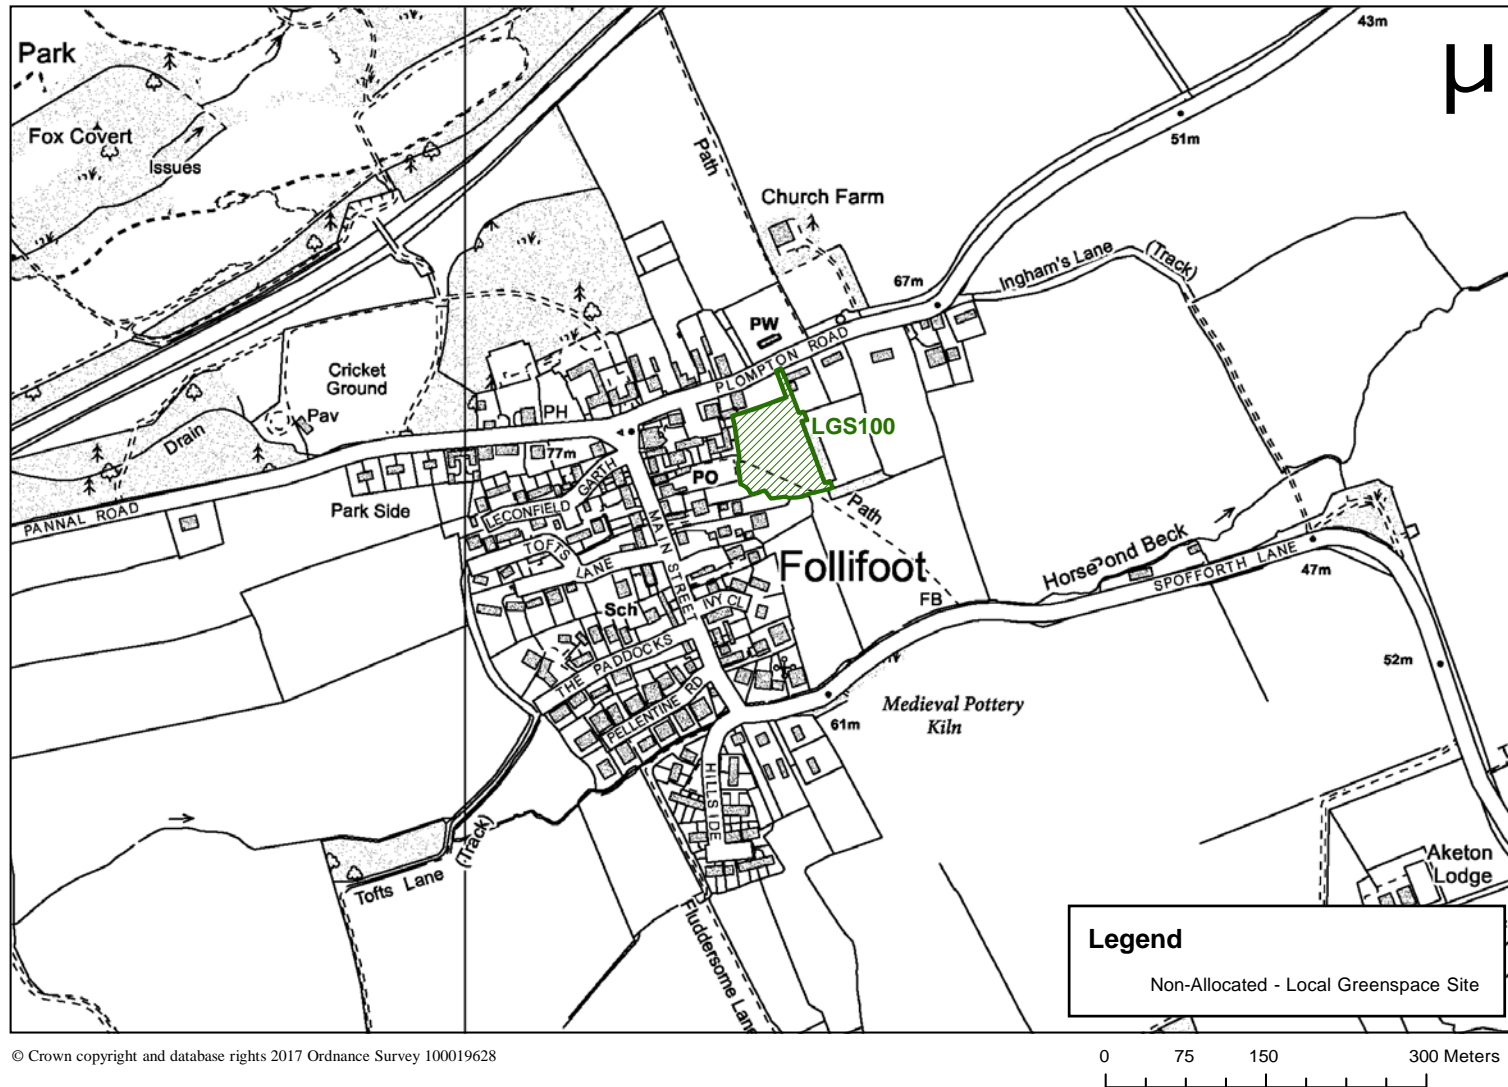 43m
µ
Park
Fox Covert
Issues
Path
51m
Church Farm
Ingham's Lane
(Track)
67m
PW
PLOMPTON ROAD
Cricket
Ground
Pav
PH
Drain
LGS100
77m
PO
Park Side
PANNAL ROAD
LECONFIELD
GARTH
Path
MAIN STREET
TOFTS
LANE
Follifoot
HorsePond Beck
SPOFFORTH LANE
47m
IVY CL
FB
Sch
THE PADDOCKS
52m
PELLENTINE RD
Medieval Pottery
Kiln
61m
HILLSIDE
(Track)
Tofts Lane
Fluddersome Lane
Aketon
Lodge
Legend
Non-Allocated - Local Greenspace Site
© Crown copyright and database rights 2017 Ordnance Survey 100019628
0 75 150 300 Meters